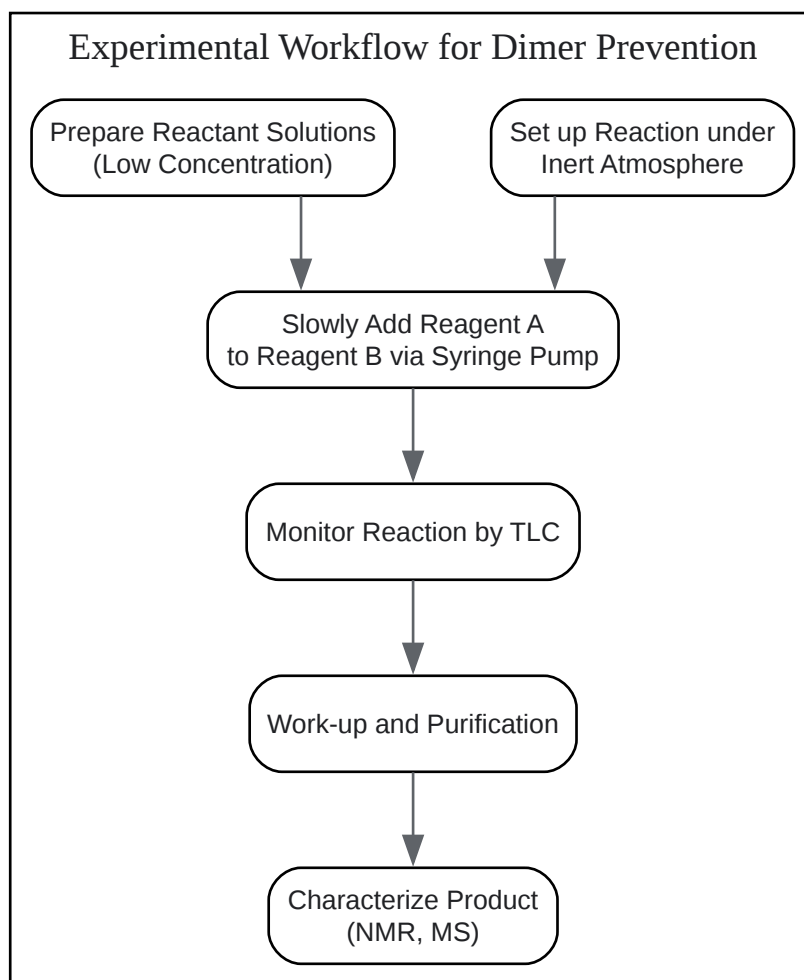 Experimental Workflow for Dimer Prevention
Prepare Reactant Solutions
(Low Concentration)
Set up Reaction under
Inert Atmosphere
Slowly Add Reagent A
to Reagent B via Syringe Pump
Monitor Reaction by TLC
Work-up and Purification
Characterize Product
(NMR, MS)